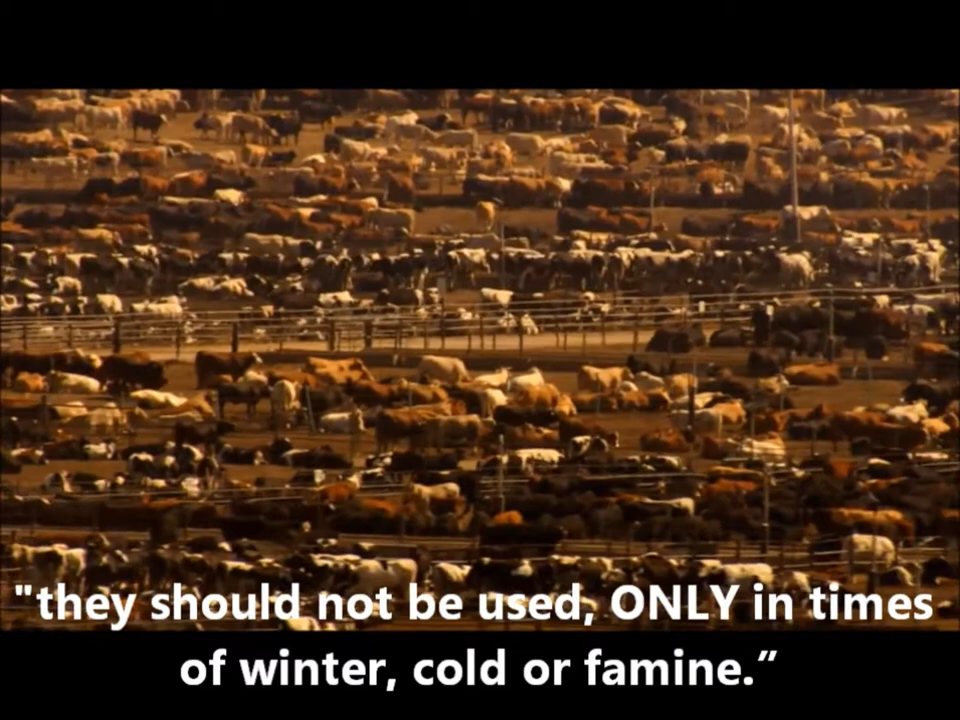 "they should not be used, ONLY in times
of winter, cold or famine.”